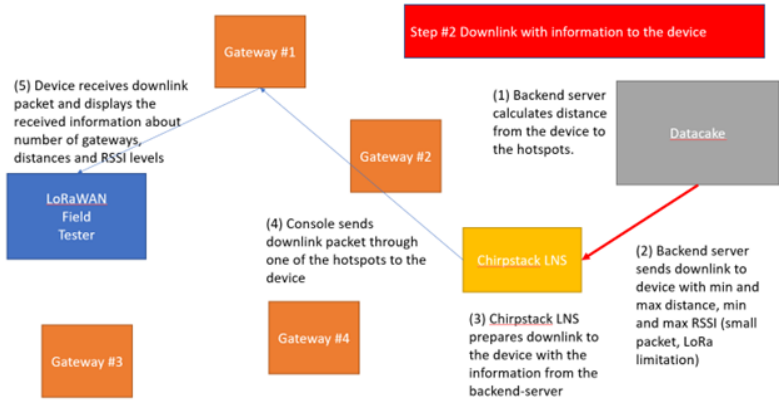 Step #2 Downlink with information to the device
Gateway #1
(5) Device receives downlink
packet and displays the
received information about
number of gateways,
distances and RSSI levels
(1) Backend server
calculates distance
from the device to
the hotspots.
Datacake
Gateway #2
LoRaWAN
Field
Tester
(4) Console sends
downlink packet through
one of the hotspots to the
device
Chirpstack LNS
(2) Backend server
sends downlink to
device with min and
max distance, min
and max RSSI (small
packet, LoRa
limitation)
(3) Chirpstack LNS
prepares downlink to
the device with the
information from the
backend-server
Gateway #4
Gateway #3